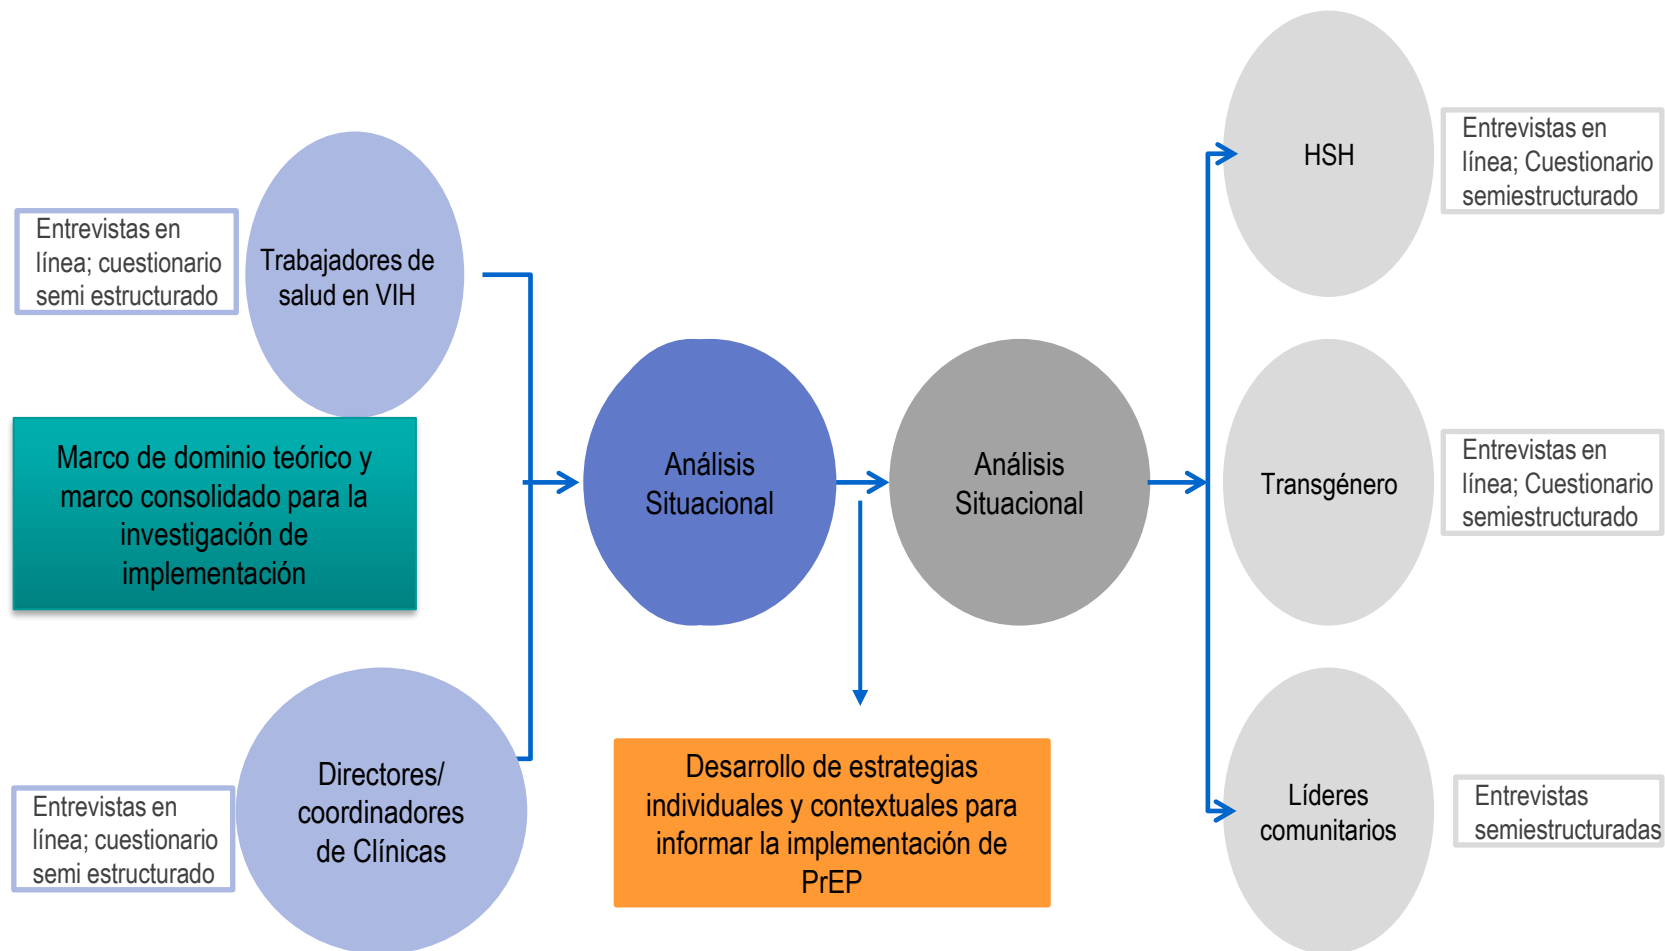 Entrevistas en
línea; cuestionario
semi estructurado
Trabajadores de
salud en VIH
Marco de dominio teórico y
marco consolidado para la
investigación de
implementación
Entrevistas en
línea; cuestionario
semi estructurado
Directores/
coordinadores
de Clínicas
Análisis
Situacional
Análisis
Situacional
Desarrollo de estrategias
individuales y contextuales para
informar la implementación de
PrEP
HSH
Entrevistas en
línea; Cuestionario
semiestructurado
Transgénero
Entrevistas en
línea; Cuestionario
semiestructurado
Líderes
comunitarios
Entrevistas
semiestructuradas